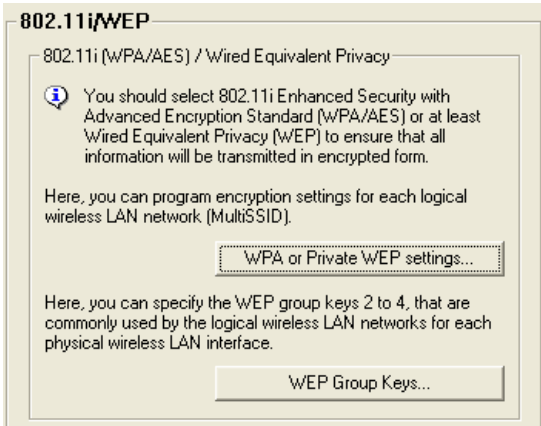 802.11i/WEP
802.11i (WPA/AES) / Wired Equivalent Privacy
You should select 802.11i Enhanced Security with
Advanced Encryption Standard (WPA/AES) or at least
Wired Equivalent Privacy (WEP) to ensure that all
information will be transmitted in encrypted form.
Here, you can program encryption settings for each logical
wireless LAN network (MultiSSID).
WPA or Private WEP settings...
Here, you can specify the WEP group keys 2 to 4, that are
commonly used by the logical wireless LAN networks for each
physical wireless LAN interface.
WEP Group Keys...